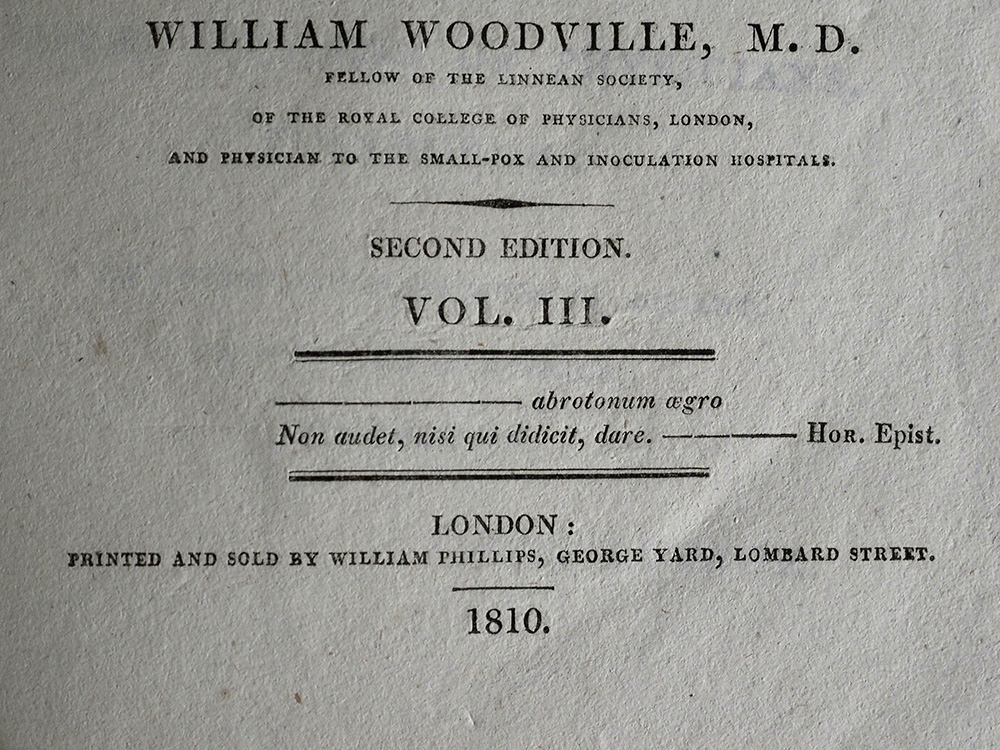 WILLIAM WOODVILLE, M. D.
FELLOW OF THE LINNEAN SOCIETY,
OF THE ROYAL COLLEGE OF PHYSICIANS, LONDON,
AND PHYSICIAN TO THE SMALL-POX AND INOCULATION HOSPITALS.
SECOND EDITION.
VOL. III.
——— abrotonum ægro
Non audet, nisi qui didicit, dare. ——— HOR. Epist.
LONDON:
PRINTED AND SOLD BY WILLIAM PHILLIPS, GEORGE YARD, LOMBARD STREET.
1810.